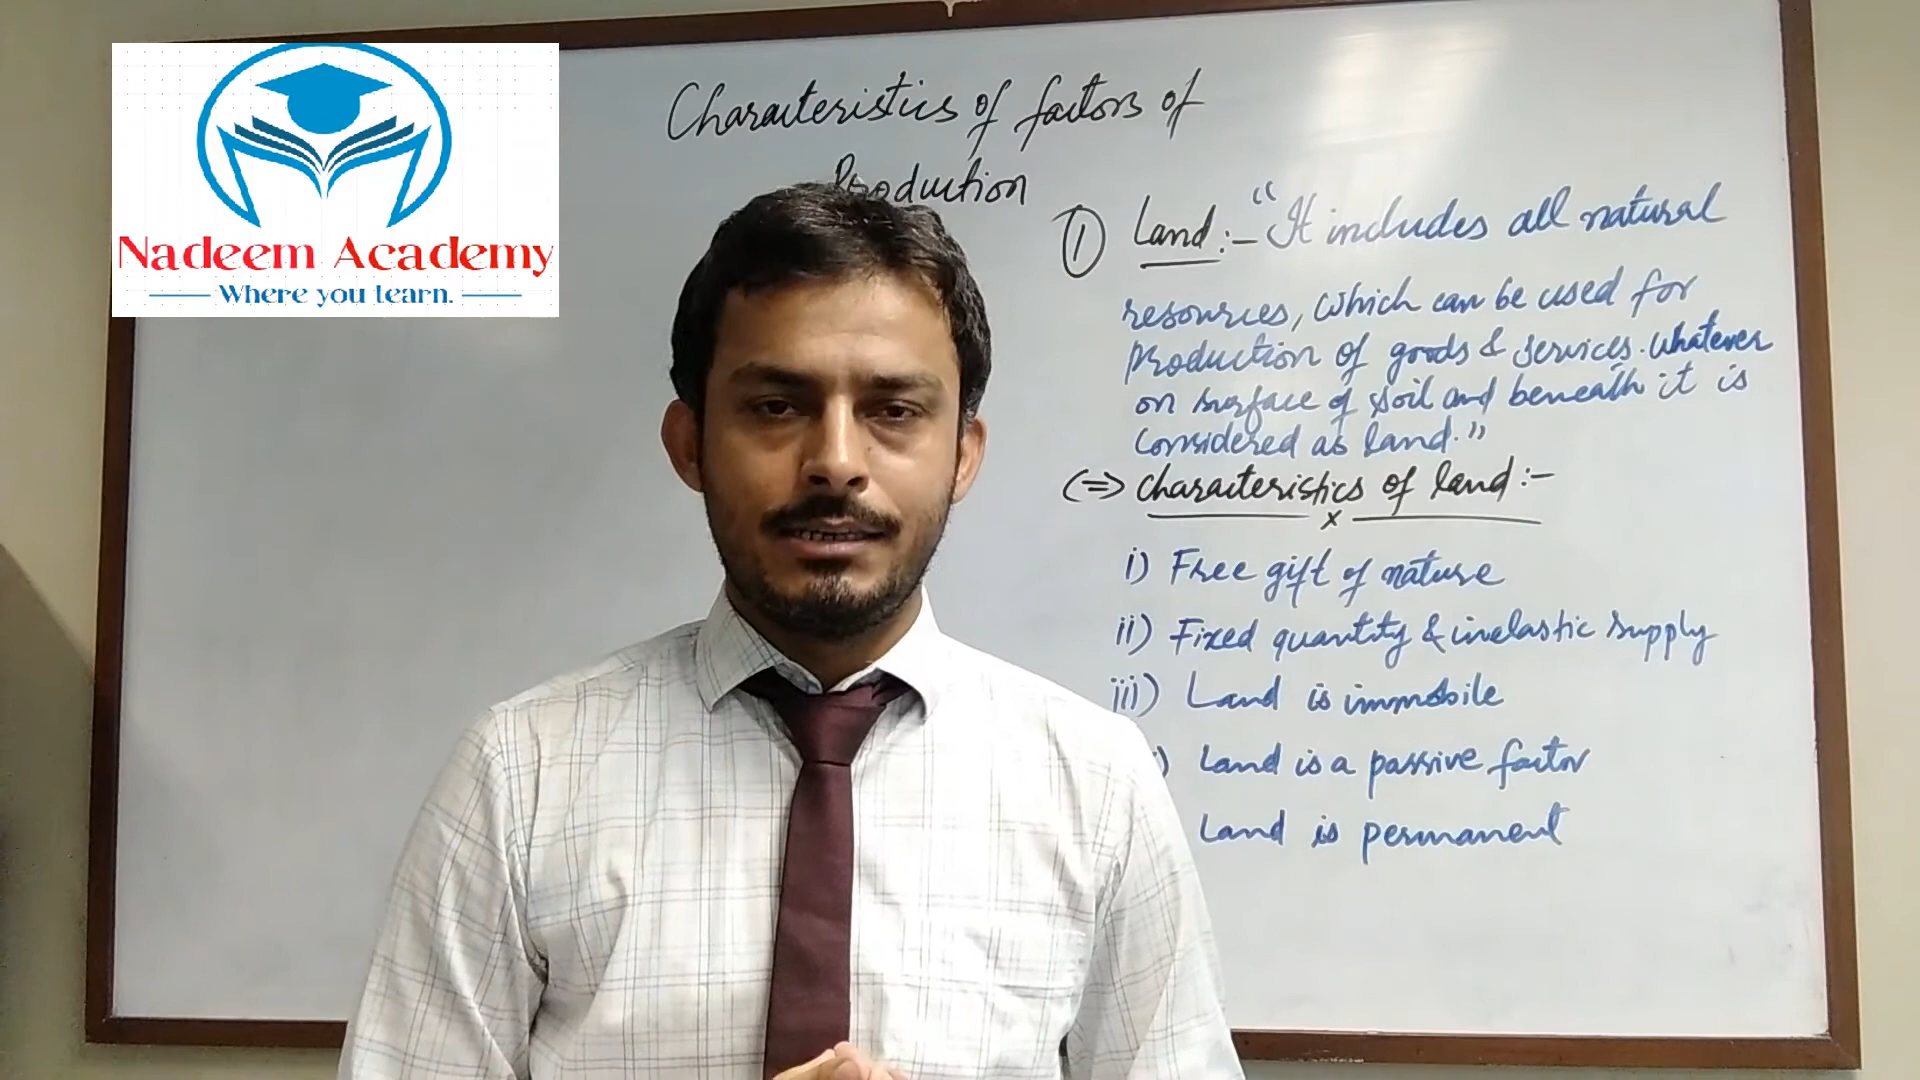 Nadeem Academy
Where you learn.
Characteristics of factors of
Production
1 Land:- "It includes all natural
resources, which can be used for
production of goods & services. whatever
on surface of soil and beneath it is
considered as land."
(⇒) characteristics of land:-
x
i) Free gift of nature
ii) Fixed quantity & inelastic supply
iii) Land is immobile
) Land is a passive factor
Land is permanent